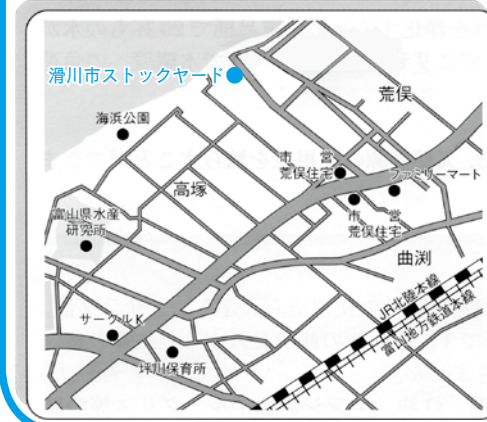 滑川市ストックヤード
荒俣
海浜公園
市営
荒俣住宅
ファミリーマート
高塚
市営
荒俣住宅
富山県水産
研究所
曲渕
JR北陸本線
富山地方鉄道本線
サークルK
坪川保育所